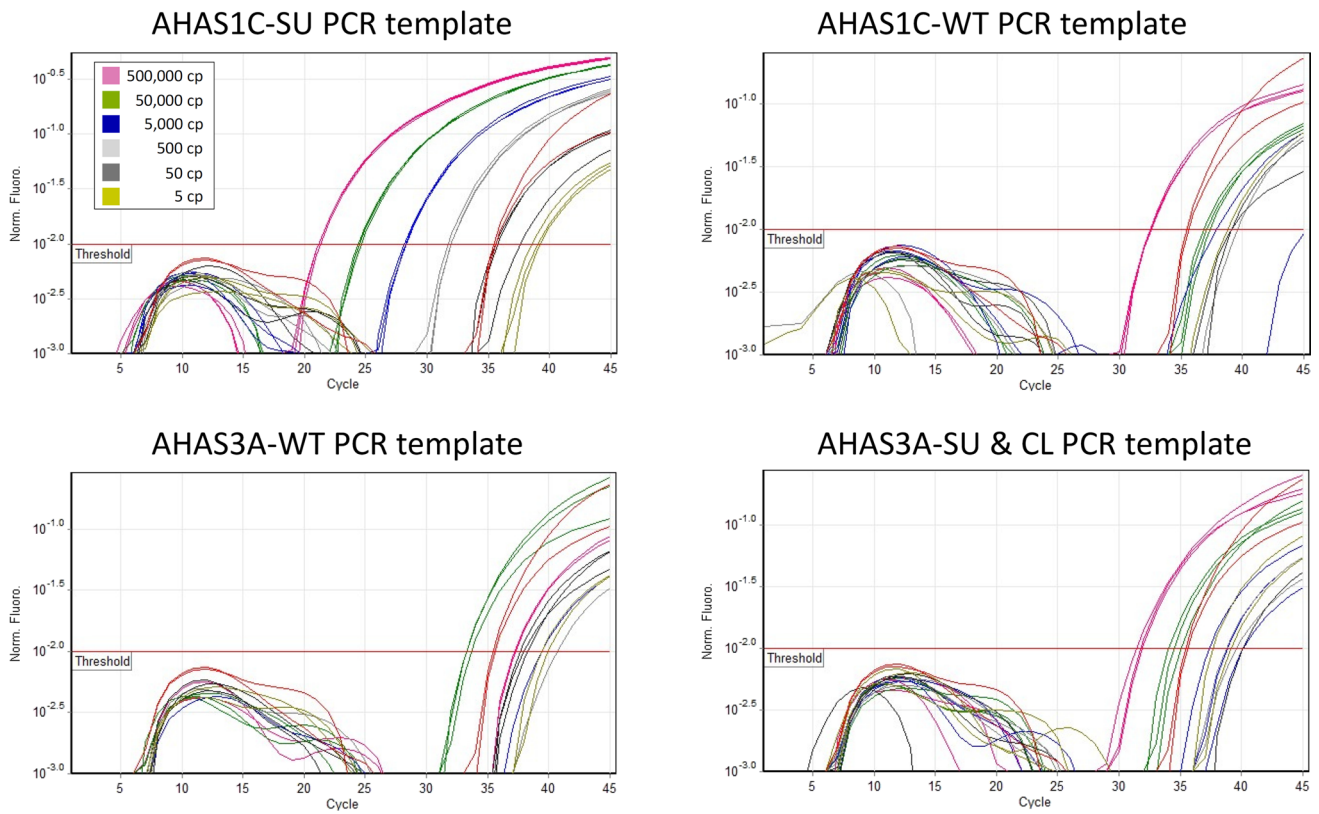 AHAS1C-SU PCR template
Norm. Fluoro.
10^-0.5
10^-1.0
10^-1.5
10^-2.0
10^-2.5
10^-3.0
500,000 cp
50,000 cp
5,000 cp
500 cp
50 cp
5 cp
Threshold
5 10 15 20 25 30 35 40 45
Cycle
AHAS1C-WT PCR template
Norm. Fluoro.
10^-1.0
10^-1.5
10^-2.0
10^-2.5
10^-3.0
Threshold
5 10 15 20 25 30 35 40 45
Cycle
AHAS3A-WT PCR template
Norm. Fluoro.
10^-1.0
10^-1.5
10^-2.0
10^-2.5
10^-3.0
Threshold
5 10 15 20 25 30 35 40 45
Cycle
AHAS3A-SU & CL PCR template
Norm. Fluoro.
10^-1.0
10^-1.5
10^-2.0
10^-2.5
10^-3.0
Threshold
5 10 15 20 25 30 35 40 45
Cycle